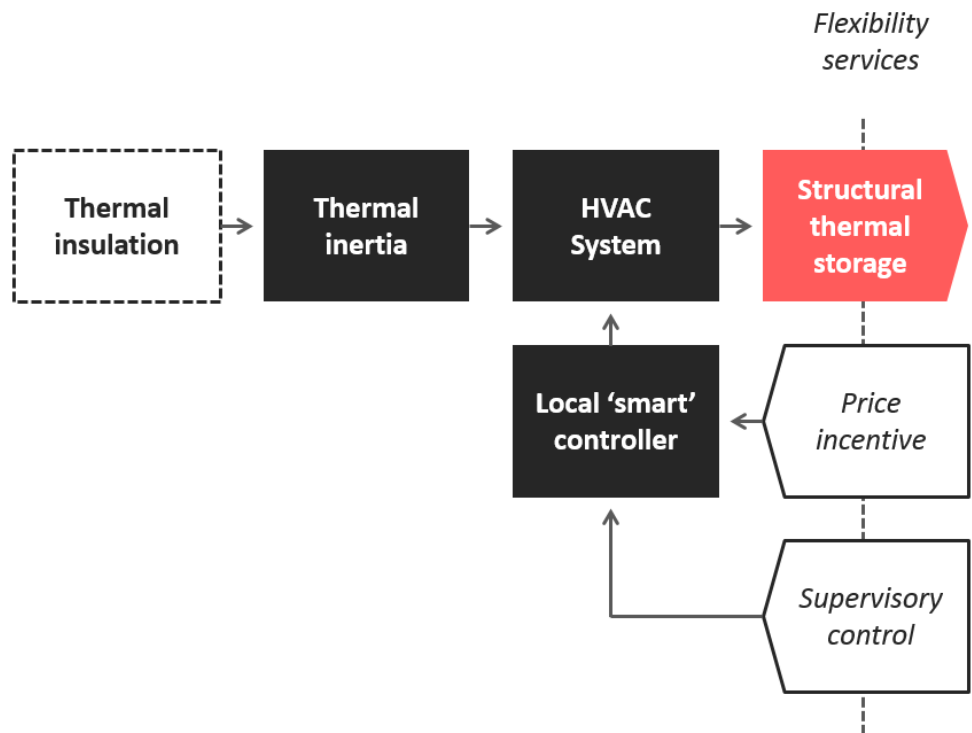 Flexibility
services
Thermal
insulation
Thermal
inertia
HVAC
System
Structural
thermal
storage
Local ‘smart’
controller
Price
incentive
Supervisory
control